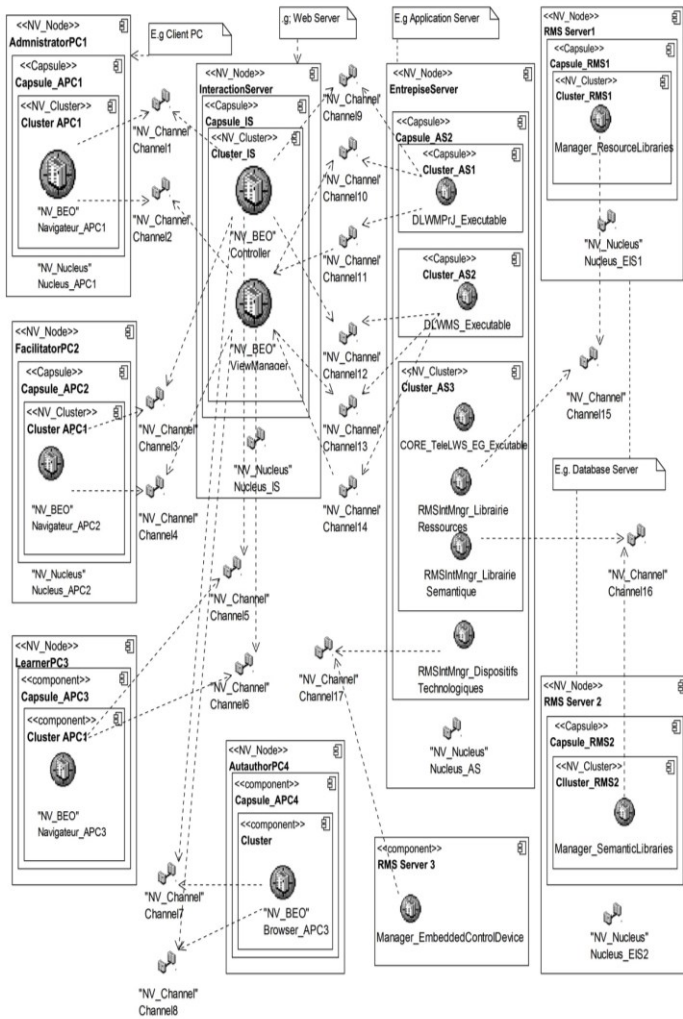 <<NV_Node>>
AdmnistratorPC1
<<Capsule>>
Capsule_APC1
<<NV_Cluster>>
Cluster APC1
"NV_BEO"
Navigateur_APC1
"NV_Nucleus"
Nucleus_APC1
E.g Client PC
"NV_Channel"
Channel1
"NV_Channel"
Channel2
.g; Web Server
<<NV_Node>>
InteractionServer
<<Capsule>>
Capsule_IS
<<NV_Cluster>>
Cluster_IS
"NV_BEO"
Controller
"NV_BEO"
ViewManager
"NV_Nucleus"
Nucleus_IS
"NV_Channel'
Channel9
"NV_Channel'
Channel10
"NV_Channel'
Channel11
"NV_Channel'
Channel12
"NV_Channel'
Channel13
"NV_Channel'
Channel14
E.g Application Server
<<NV_Node>>
EntrepiseServer
<<Capsule>>
Capsule_AS2
<<Capsule>>
Cluster_AS1
DLWMPrJ_Executable
<<Capsule>>
Cluster_AS2
DLWMS_Executable
<<NV_Cluster>>
Cluster_AS3
CORE_TeleLWS_EG_Excutable
RMSIntMngr_Librairie
Ressources
RMSIntMngr_Librairie
Semantique
RMSIntMngr_Dispositifs
Technologiques
"NV_Nucleus"
Nucleus_AS
<<NV_Node>>
RMS Server1
<<Capsule>>
Capsule_RMS1
<<NV_Cluster>>
Cluster_RMS1
Manager_ResourceLibraries
"NV_Nucleus"
Nucleus_EIS1
"NV_Channel"
Channel15
E.g. Database Server
"NV_Channel"
Channel16
<<NV_Node>>
FacilitatorPC2
<<Capsule>>
Capsule_APC2
<<NV_Cluster>>
Cluster APC1
"NV_BEO"
Navigateur_APC2
"NV_Nucleus"
Nucleus_APC2
"NV_Channel"
Channel3
"NV_Channel"
Channel4
"NV_Channel"
Channel5
"NV_Channel"
Channel6
"NV_Channel"
Channel17
<<NV_Node>>
LearnerPC3
<<component>>
Capsule_APC3
<<component>>
Cluster APC1
"NV_BEO"
Navigateur_APC3
"NV_Channel"
Channel7
"NV_Channel"
Channel8
<<NV_Node>>
AutauthorPC4
<<component>>
Capsule_APC4
<<component>>
Cluster
"NV_BEO"
Browser_APC3
<<component>>
RMS Server 3
Manager_EmbeddedControlDevice
<<NV_Node>>
RMS Server 2
<<Capsule>>
Capsule_RMS2
<<NV_Cluster>>
Clluster_RMS2
Manager_SemanticLibraries
"NV_Nucleus"
Nucleus_EIS2